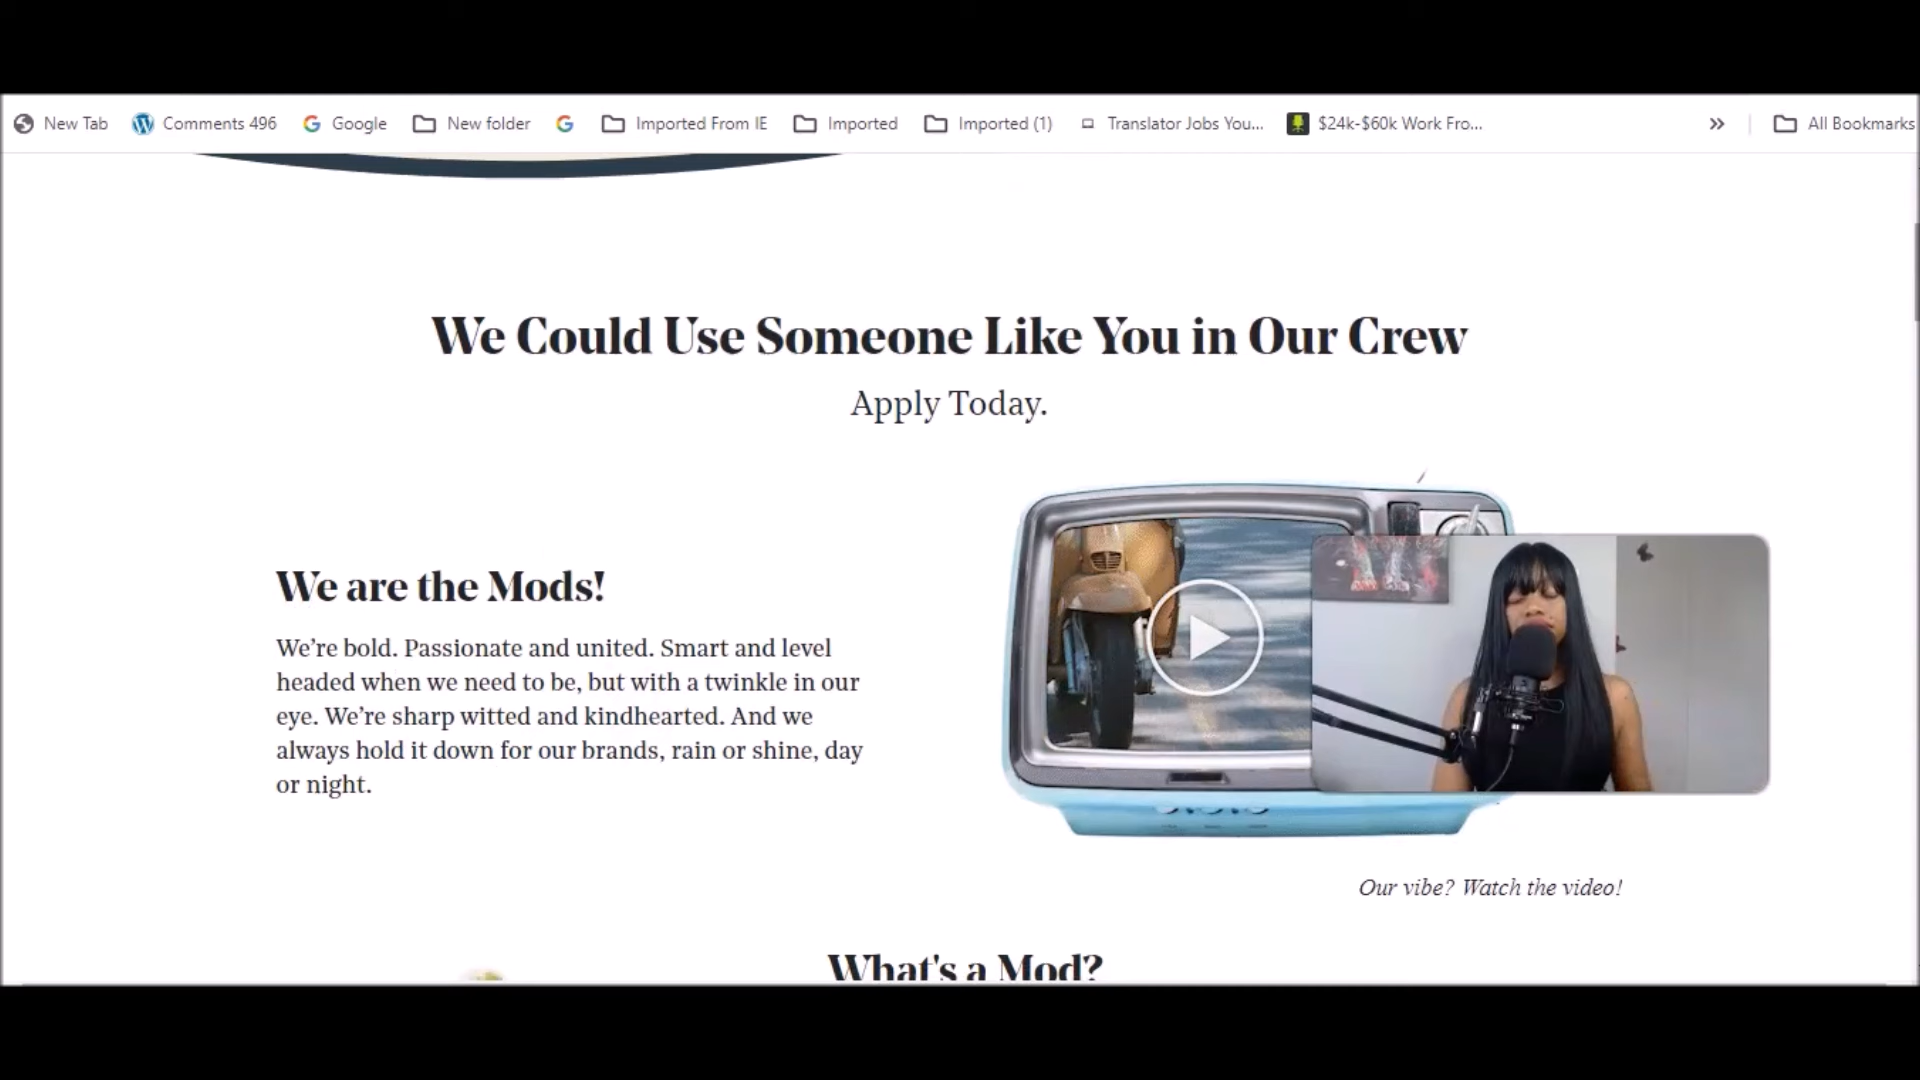 New Tab
Comments 496
Google
New folder
Imported From IE
Imported
Imported (1)
Translator Jobs You...
$24k-$60k Work Fro...
»
All Bookmarks
We Could Use Someone Like You in Our Crew
Apply Today.
We are the Mods!
We’re bold. Passionate and united. Smart and level
headed when we need to be, but with a twinkle in our
eye. We’re sharp witted and kindhearted. And we
always hold it down for our brands, rain or shine, day
or night.
Our vibe? Watch the video!
What's a Mod?